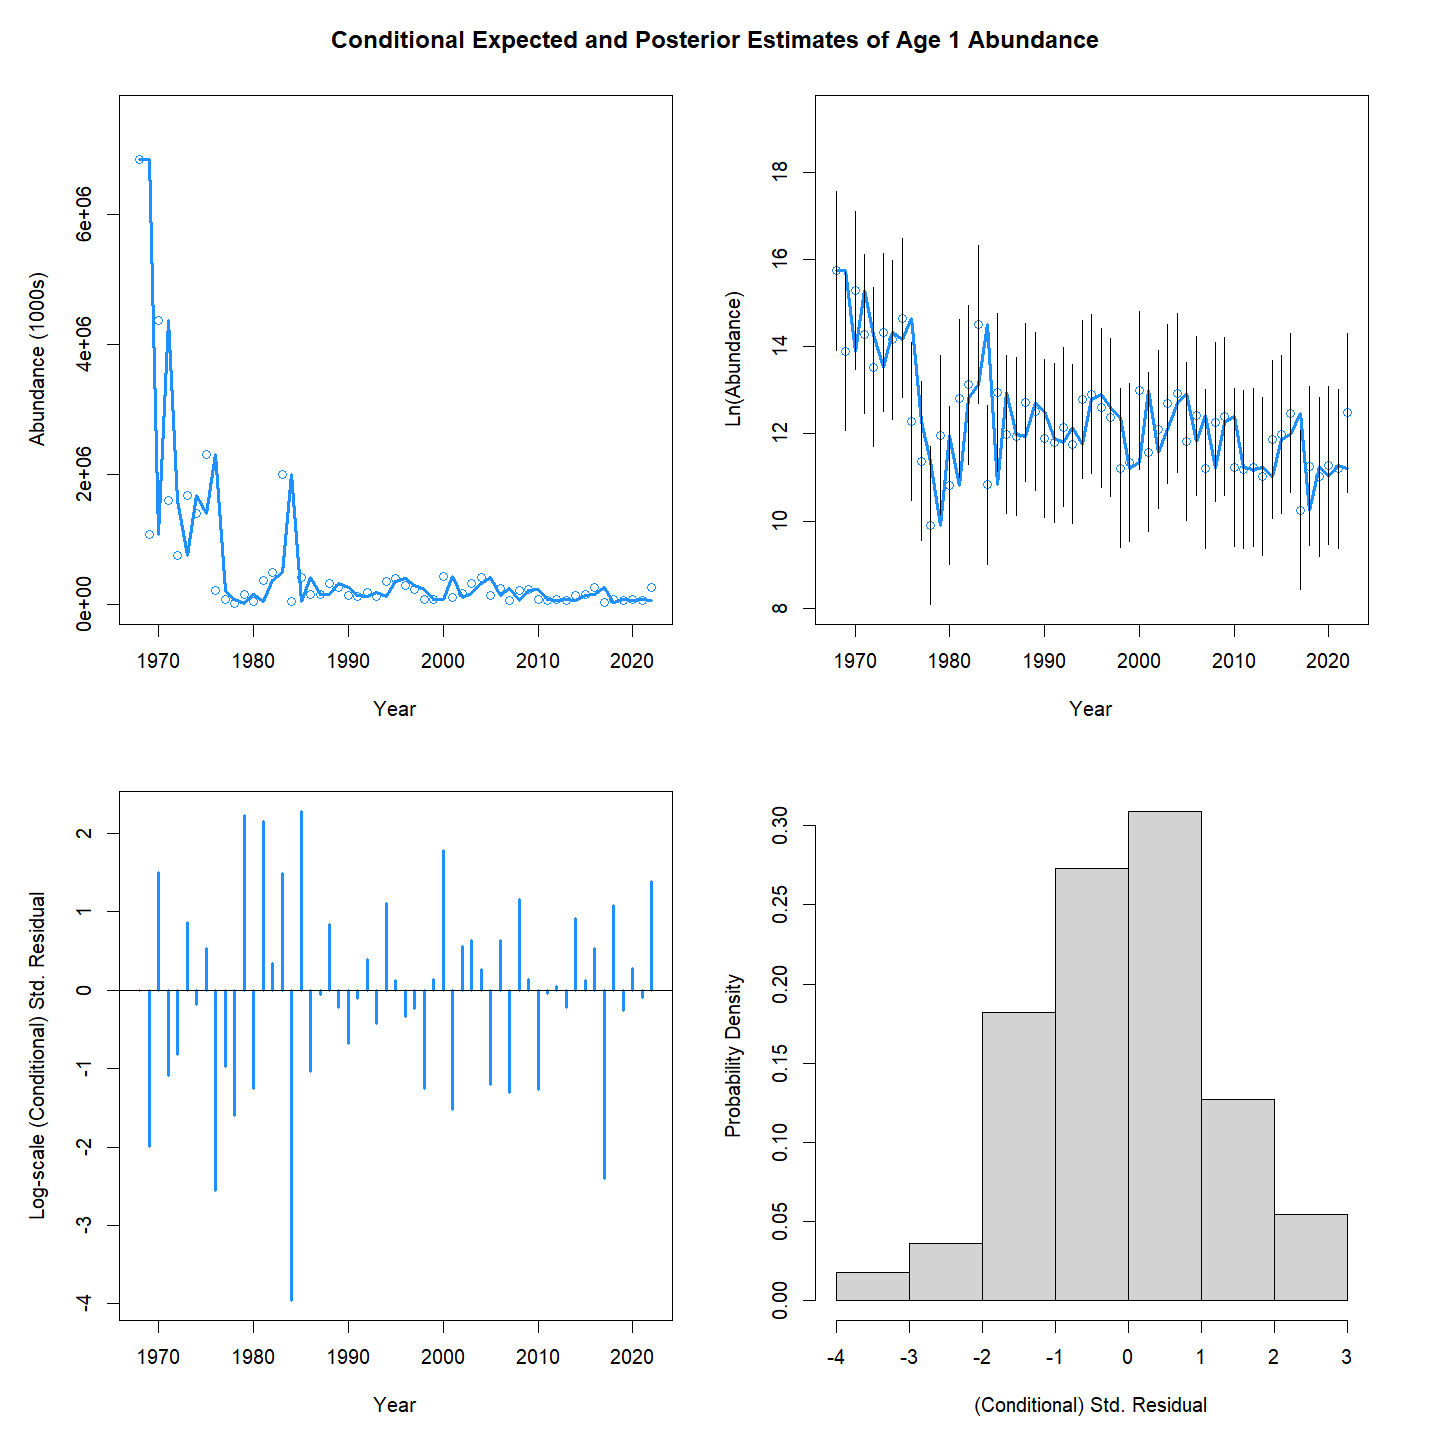 Conditional Expected and Posterior Estimates of Age 1 Abundance
Abundance (1000s)
6e+06
4e+06
2e+06
0e+00
1970 1980 1990 2000 2010 2020
Year
Ln(Abundance)
18
16
14
12
10
8
1970 1980 1990 2000 2010 2020
Year
Log-scale (Conditional) Std. Residual
2
1
0
-1
-2
-3
-4
1970 1980 1990 2000 2010 2020
Year
Probability Density
0.30
0.25
0.20
0.15
0.10
0.05
0.00
-4 -3 -2 -1 0 1 2 3
(Conditional) Std. Residual